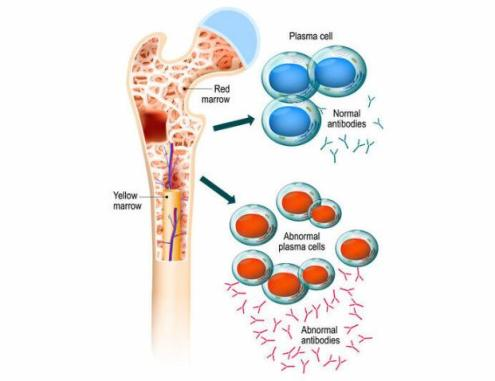 Plasma cell
Red
marrow
Normal
antibodies
Yellow
marrow
Abnormal
plasma cells
Abnormal
antibodies